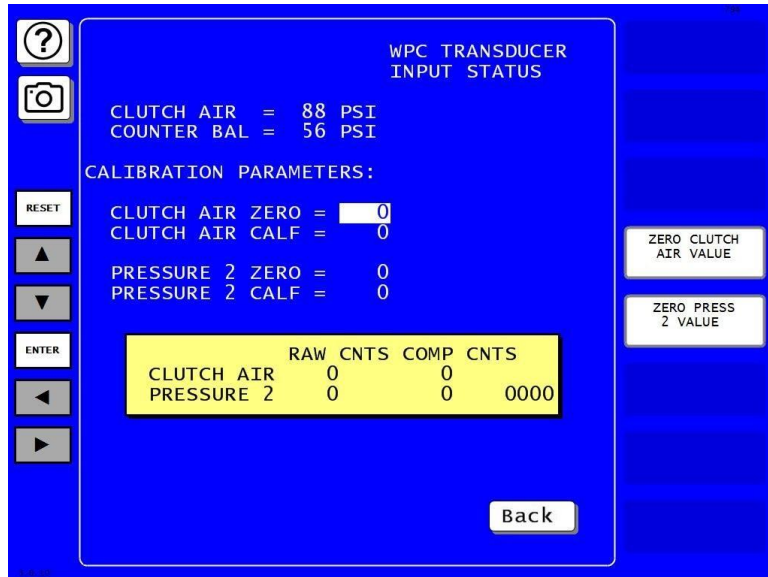 ?
WPC TRANSDUCER
INPUT STATUS
CLUTCH AIR = 88 PSI
COUNTER BAL = 56 PSI
CALIBRATION PARAMETERS:
RESET
CLUTCH AIR ZERO = 0
CLUTCH AIR CALF = 0
ZERO CLUTCH
AIR VALUE
PRESSURE 2 ZERO = 0
PRESSURE 2 CALF = 0
ZERO PRESS
2 VALUE
ENTER
RAW CNTS COMP CNTS
CLUTCH AIR 0 0
PRESSURE 2 0 0 0000
Back